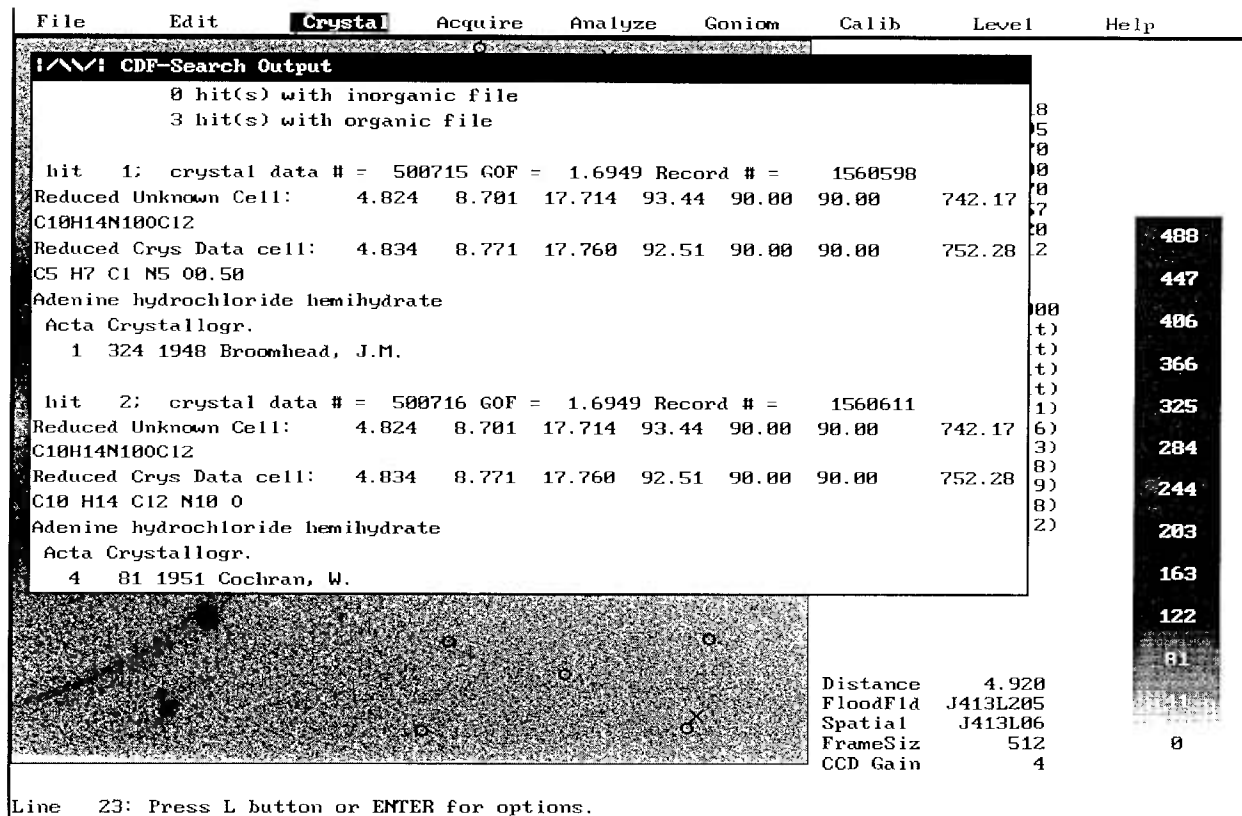 File Edit Crystal Acquire Analyze Goniom Calib Level Help
CDF-Search Output
0 hit(s) with inorganic file
3 hit(s) with organic file
hit 1; crystal data # = 500715 GOF = 1.6949 Record # = 1560598
Reduced Unknown Cell: 4.824 8.701 17.714 93.44 90.00 90.00 742.17
C10H14N10OCl2
Reduced Crys Data cell: 4.834 8.771 17.760 92.51 90.00 90.00 752.28
C5 H7 Cl N5 O0.50
Adenine hydrochloride hemihydrate
Acta Crystallogr.
1 324 1948 Broomhead, J.M.
hit 2; crystal data # = 500716 GOF = 1.6949 Record # = 1560611
Reduced Unknown Cell: 4.824 8.701 17.714 93.44 90.00 90.00 742.17
C10H14N10OCl2
Reduced Crys Data cell: 4.834 8.771 17.760 92.51 90.00 90.00 752.28
C10 H14 Cl2 N10 O
Adenine hydrochloride hemihydrate
Acta Crystallogr.
4 81 1951 Cochran, W.
488
447
406
366
325
284
244
203
163
122
81
0
Distance 4.920
FloodFld J413L205
Spatial J413L06
FrameSiz 512
CCD Gain 4
Line 23: Press L button or ENTER for options.